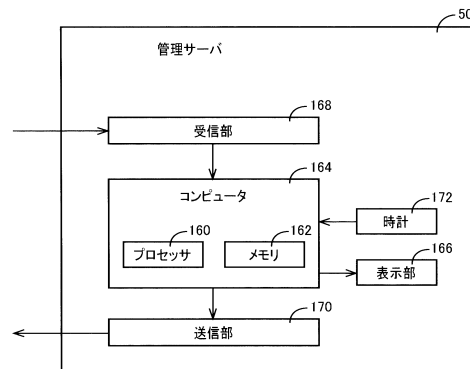 50
管理サーバ
168
受信部
164
コンピュータ
172
時計
160
プロセッサ
162
メモリ
166
表示部
170
送信部